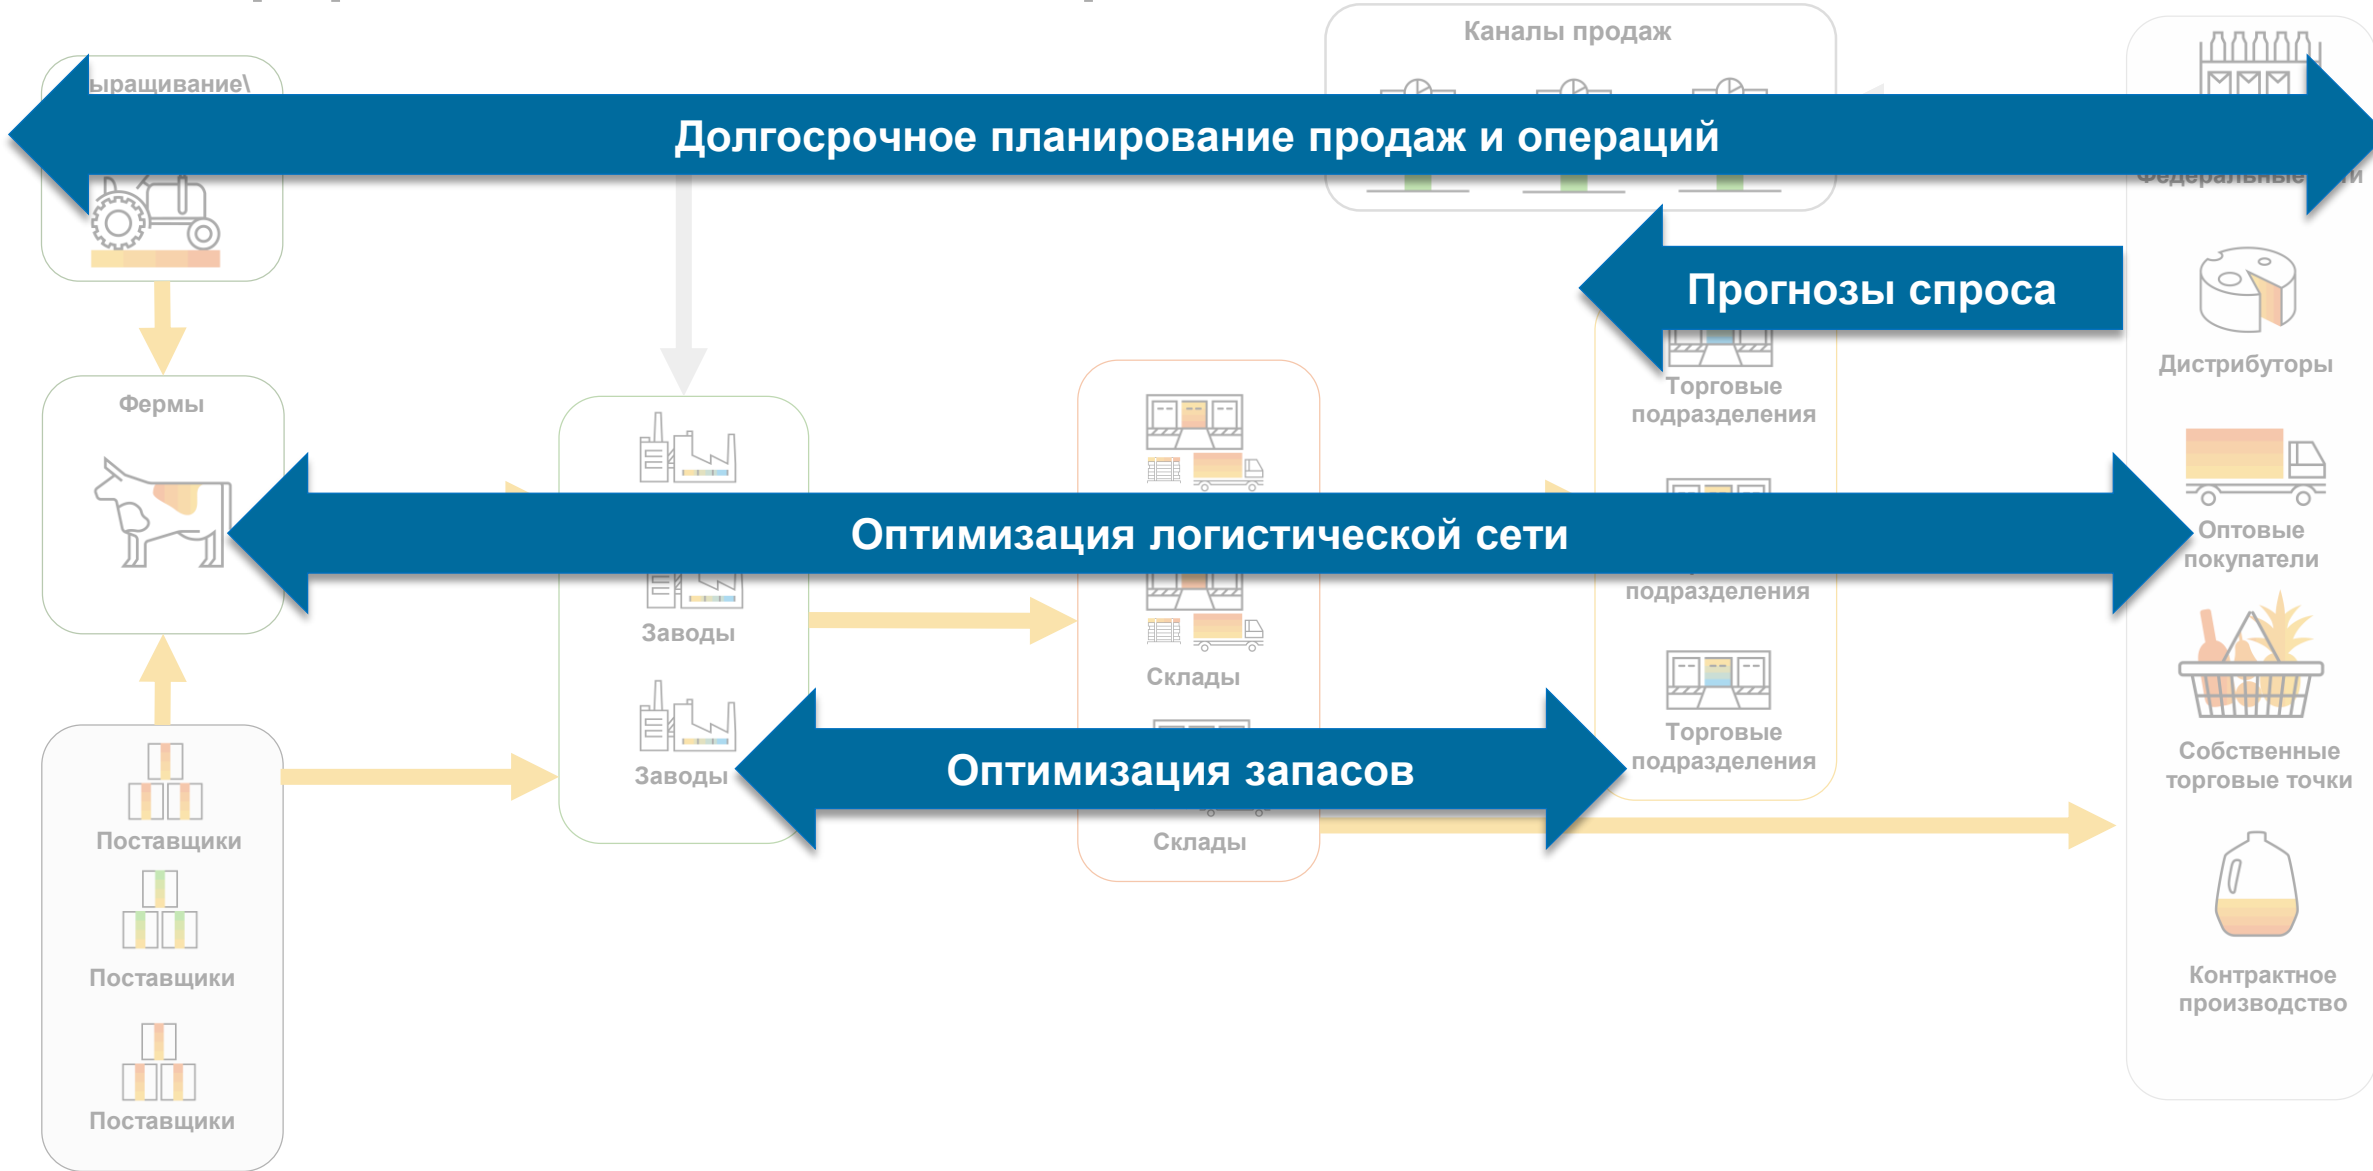 Каналы продаж
ыращивание\
Долгосрочное планирование продаж и операций
Прогнозы спроса
Дистрибуторы
Торговые
подразделения
Фермы
Оптимизация логистической сети
Оптовые
покупатели
подразделения
Заводы
Склады
Торговые
подразделения
Оптимизация запасов
Заводы
Собственные
торговые точки
Поставщики
Склады
Поставщики
Контрактное
производство
Поставщики